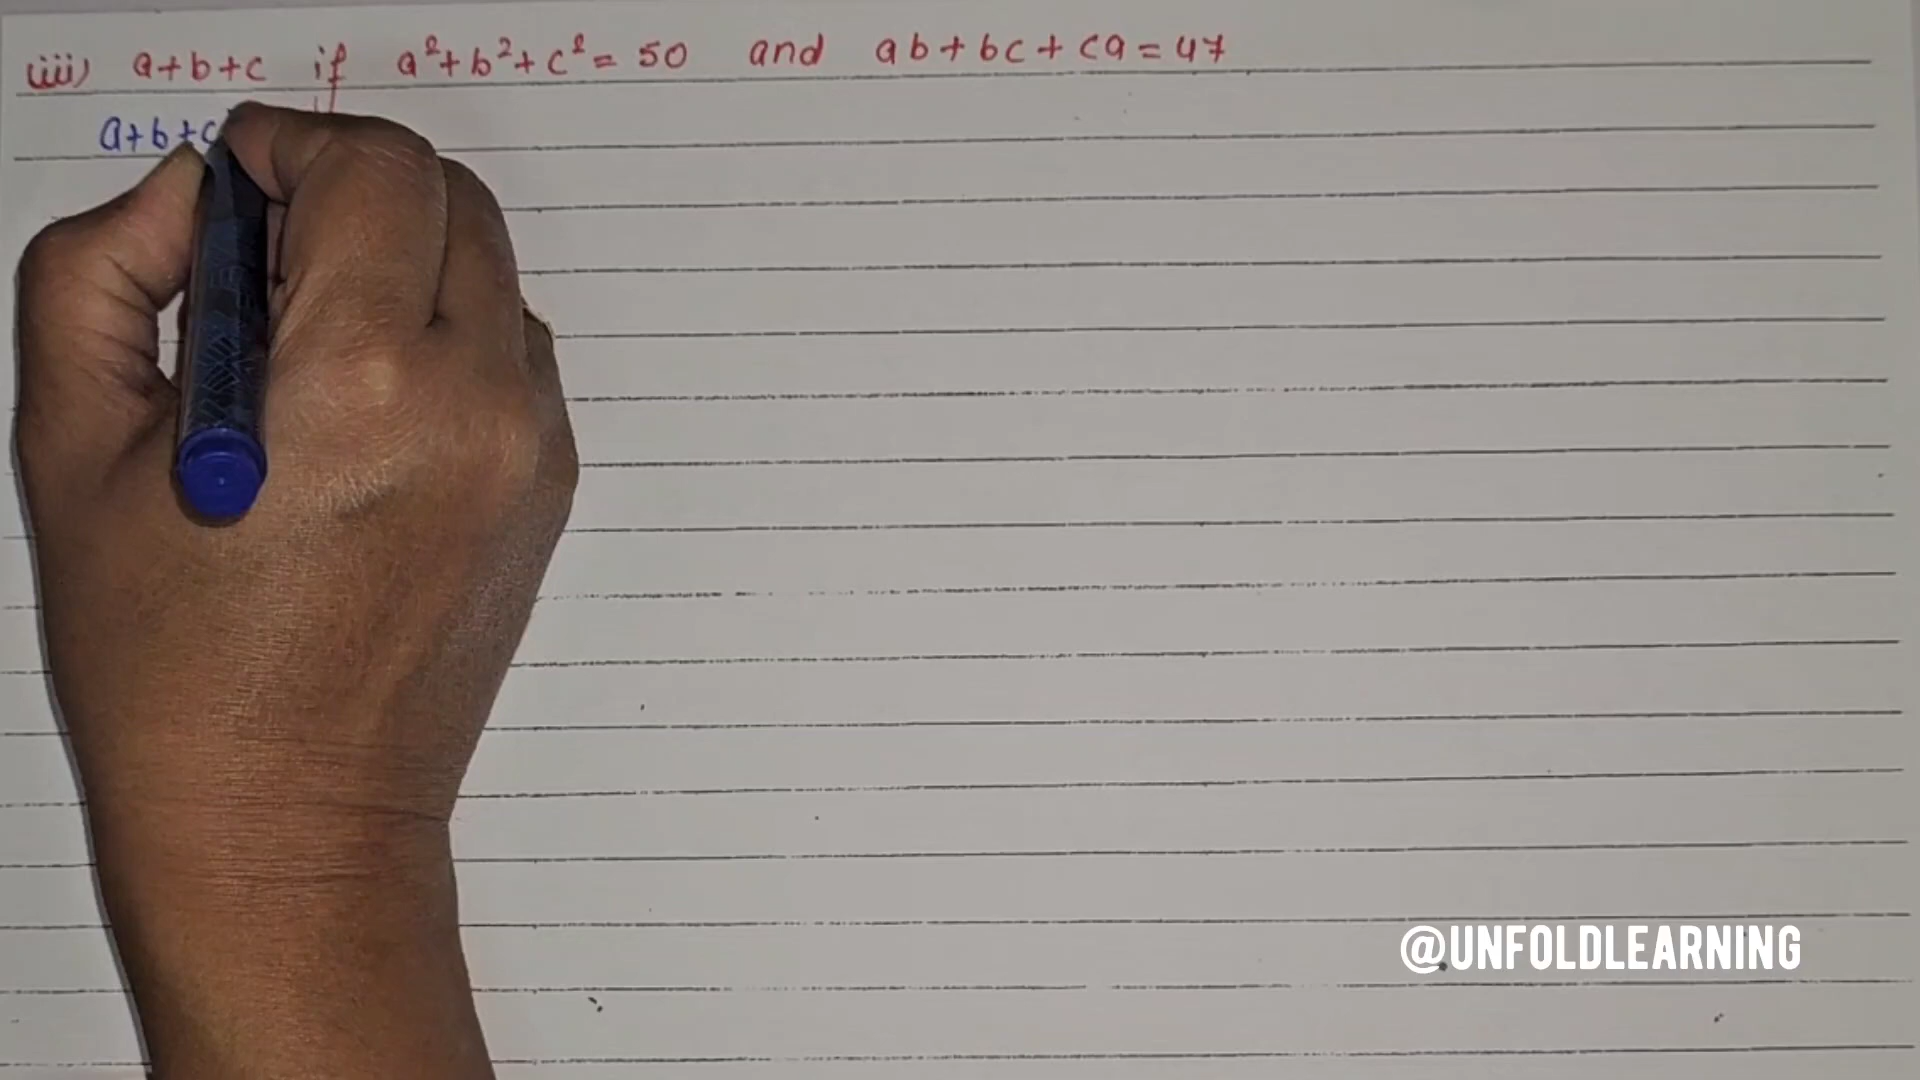 iii) a+b+c if a²+b²+c² = 50 and ab+bc+ca=47
a+b+c
@UNFOLDLEARNING